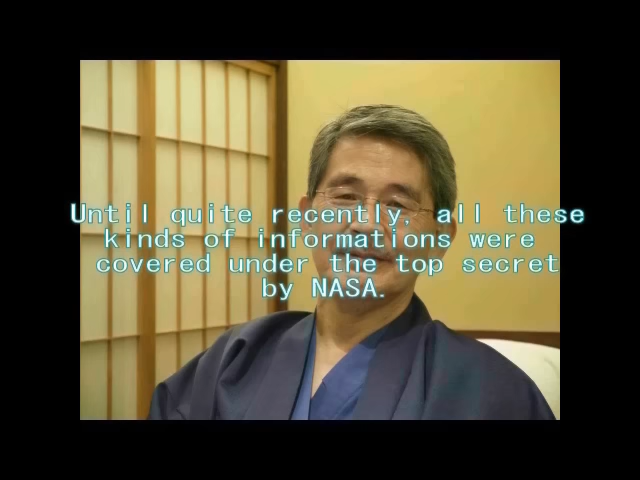 Until quite recently, all these
kinds of informations were
covered under the top secret
by NASA.